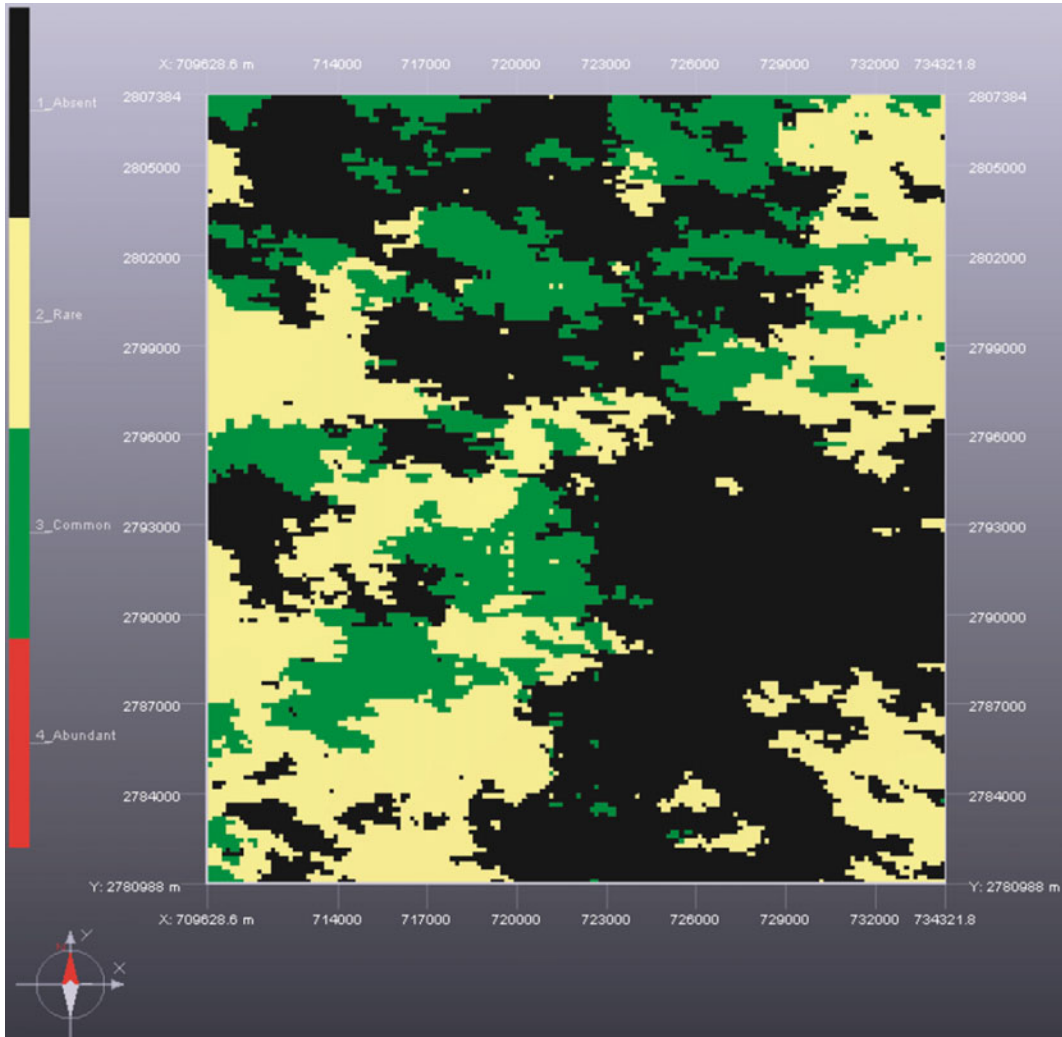 X: 709628.6 m 714000 717000 720000 723000 726000 729000 732000 734321.8
2807384 2807384
1_Absent
2805000 2805000
2802000 2802000
2_Rare
2799000 2799000
2796000 2796000
3_Common 2793000 2793000
2790000 2790000
2787000 2787000
4_Abundant
2784000 2784000
Y: 2780988 m Y: 2780988 m
X: 709628.6 m 714000 717000 720000 723000 726000 729000 732000 734321.8
Y
X